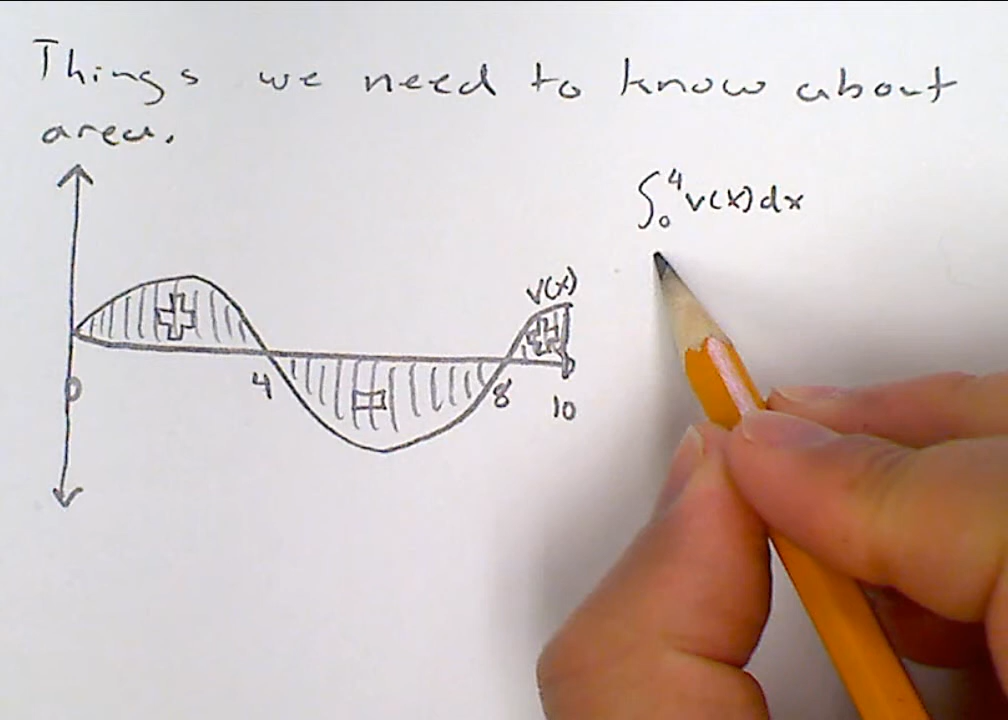 Things we need to know about
area.
∫₀⁴ v(x)dx
v(x)
+
+
−
0
4
8
10